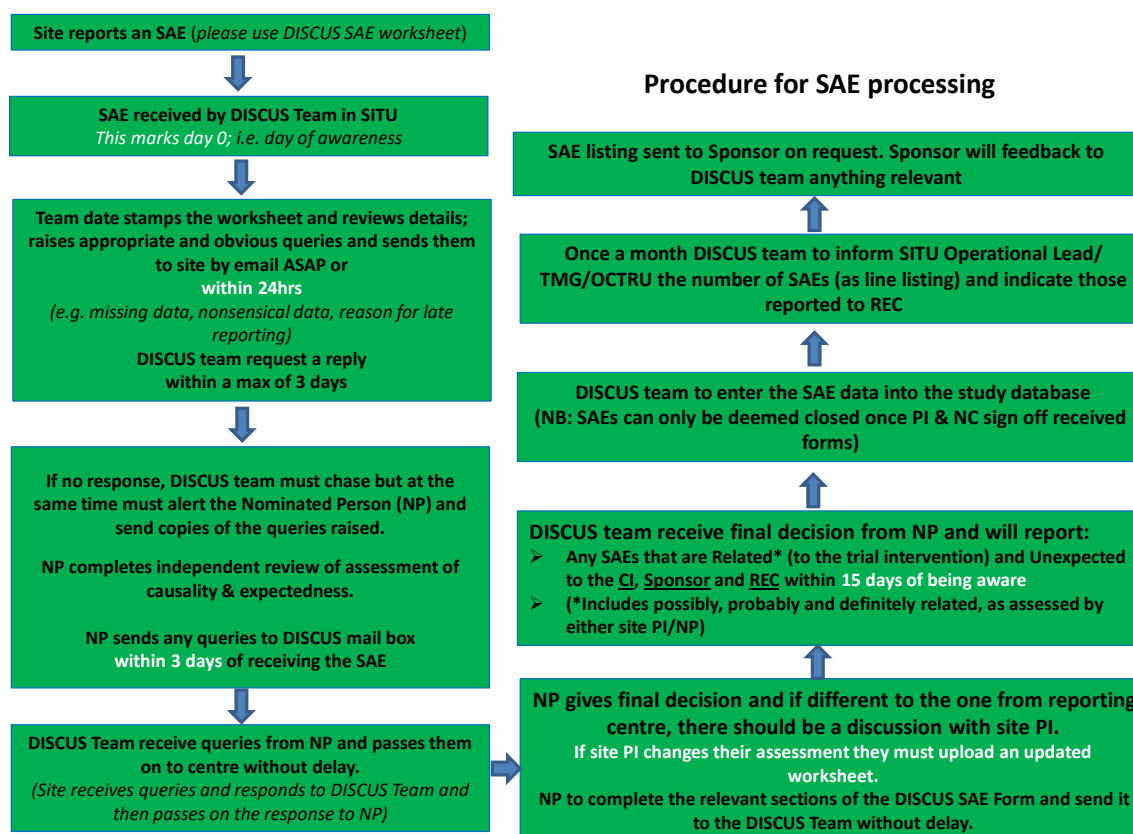 Site reports an SAE (please use DISCUS SAE worksheet)
SAE received by DISCUS Team in SITU
This marks day 0; i.e. day of awareness
Team date stamps the worksheet and reviews details;
raises appropriate and obvious queries and sends them
to site by email ASAP or
within 24hrs
(e.g. missing data, nonsensical data, reason for late
reporting)
DISCUS team request a reply
within a max of 3 days
If no response, DISCUS team must chase but at the
same time must alert the Nominated Person (NP) and
send copies of the queries raised.
NP completes independent review of assessment of
causality & expectedness.
NP sends any queries to DISCUS mail box
within 3 days of receiving the SAE
DISCUS Team receive queries from NP and passes them
on to centre without delay.
(Site receives queries and responds to DISCUS Team and
then passes on the response to NP)
Procedure for SAE processing
SAE listing sent to Sponsor on request. Sponsor will feedback to
DISCUS team anything relevant
Once a month DISCUS team to inform SITU Operational Lead/
TMG/OCTRU the number of SAEs (as line listing) and indicate those
reported to REC
DISCUS team to enter the SAE data into the study database
(NB: SAEs can only be deemed closed once PI & NC sign off received
forms)
DISCUS team receive final decision from NP and will report:
➢ Any SAEs that are Related* (to the trial intervention) and Unexpected
to the CI, Sponsor and REC within 15 days of being aware
➢ (*Includes possibly, probably and definitely related, as assessed by
either site PI/NP)
NP gives final decision and if different to the one from reporting
centre, there should be a discussion with site PI.
If site PI changes their assessment they must upload an updated
worksheet.
NP to complete the relevant sections of the DISCUS SAE Form and send it
to the DISCUS Team without delay.